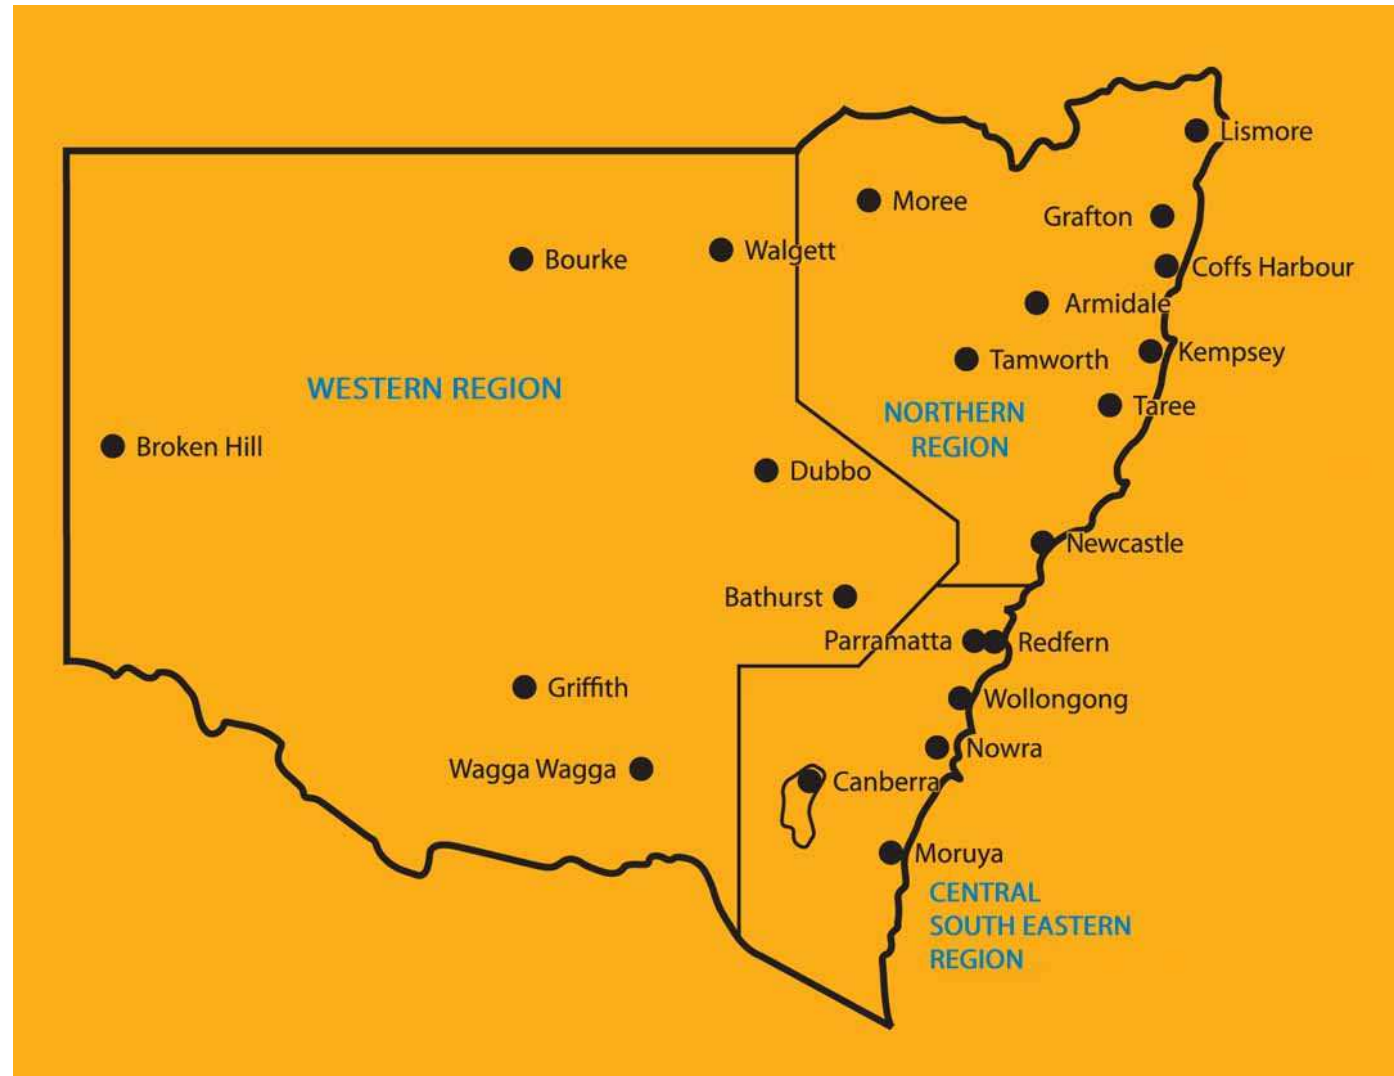 Lismore
Moree
Grafton
Walgett
Bourke
Coffs Harbour
Armidale
Kempsey
Tamworth
WESTERN REGION
NORTHERN
REGION
Taree
Broken Hill
Dubbo
Newcastle
Bathurst
Parramatta
Redfern
Griffith
Wollongong
Nowra
Wagga Wagga
Canberra
Moruya
CENTRAL
SOUTH EASTERN
REGION